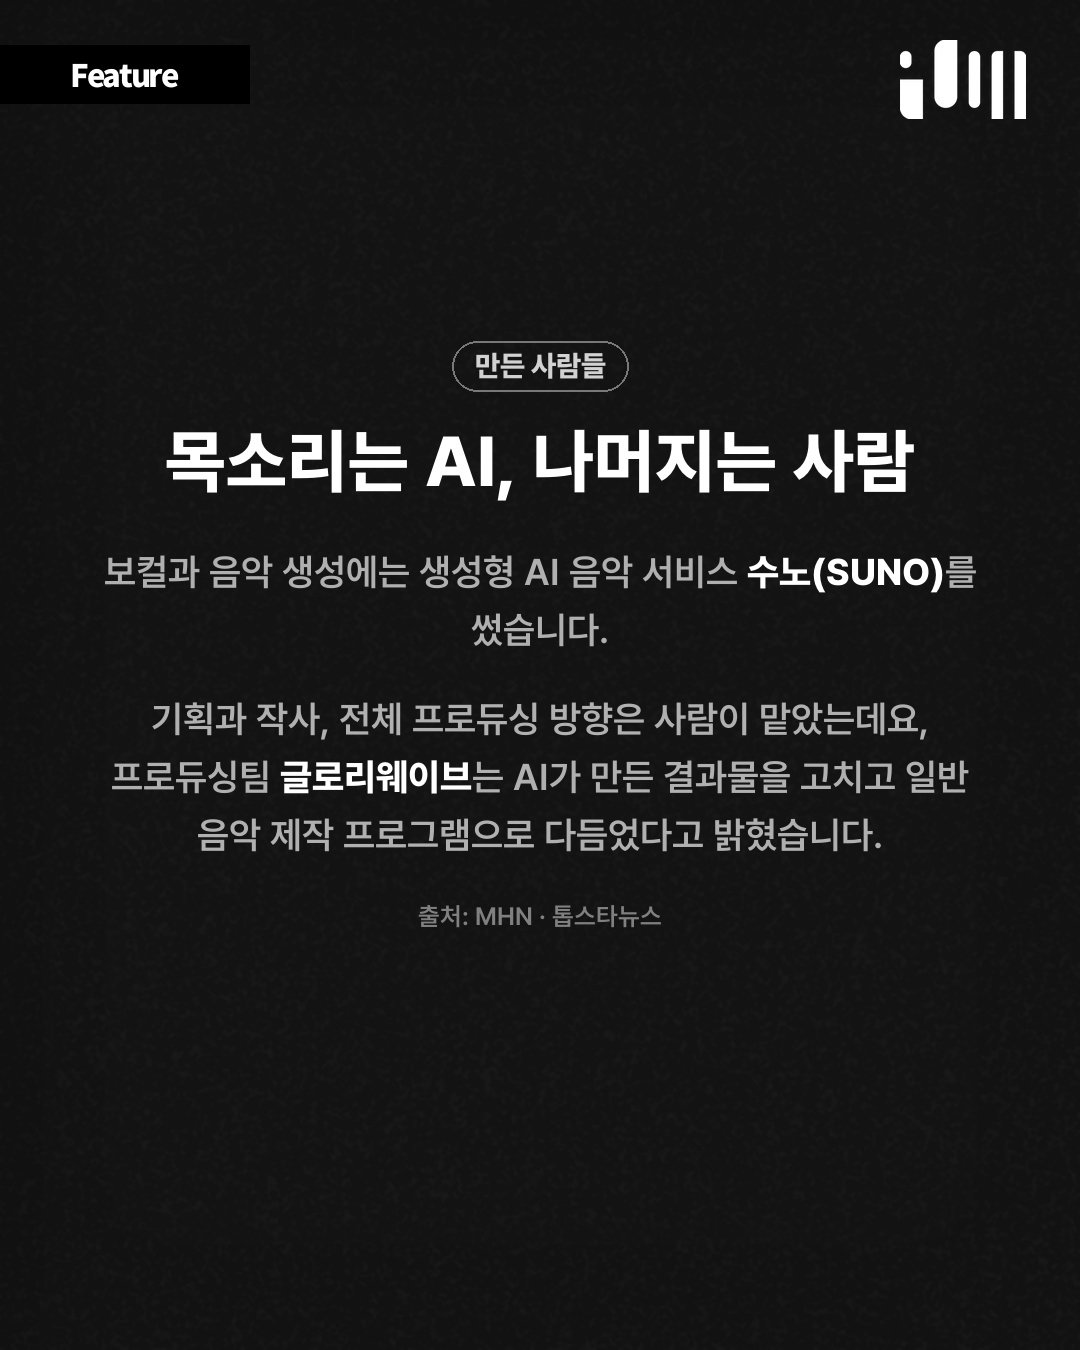 Feature
만든 사람들
목소리는 AI, 나머지는 사람
보컬과 음악 생성에는 생성형 AI 음악 서비스 수노(SUNO)를
썼습니다.
기획과 작사, 전체 프로듀싱 방향은 사람이 맡았는데요,
프로듀싱팀 글로리웨이브는 AI가 만든 결과물을 고치고 일반
음악 제작 프로그램으로 다듬었다고 밝혔습니다.
출처: MHN · 톱스타뉴스